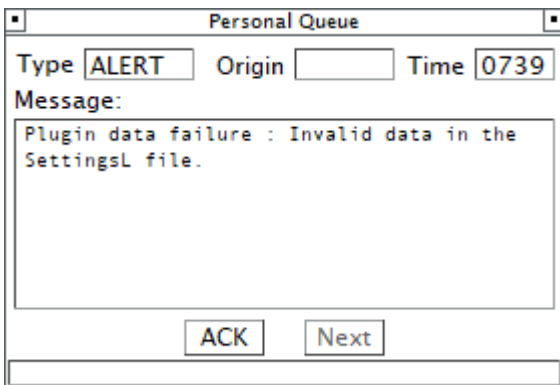 Personal Queue
Type ALERT Origin Time 0739
Message:
Plugin data failure : Invalid data in the
SettingsL file.
ACK Next